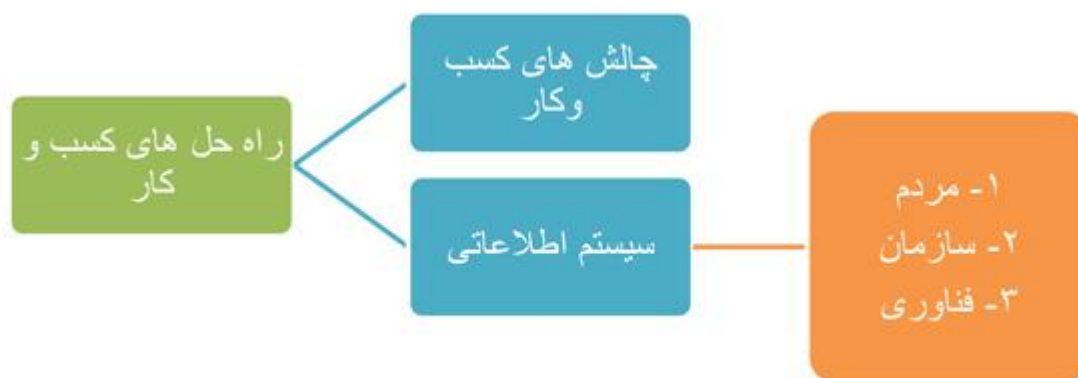 چالش های کسب
وکار
راه حل های کسب و
کار
سیستم اطلاعاتی
۱- مردم
۲- سازمان
۳- فناوری